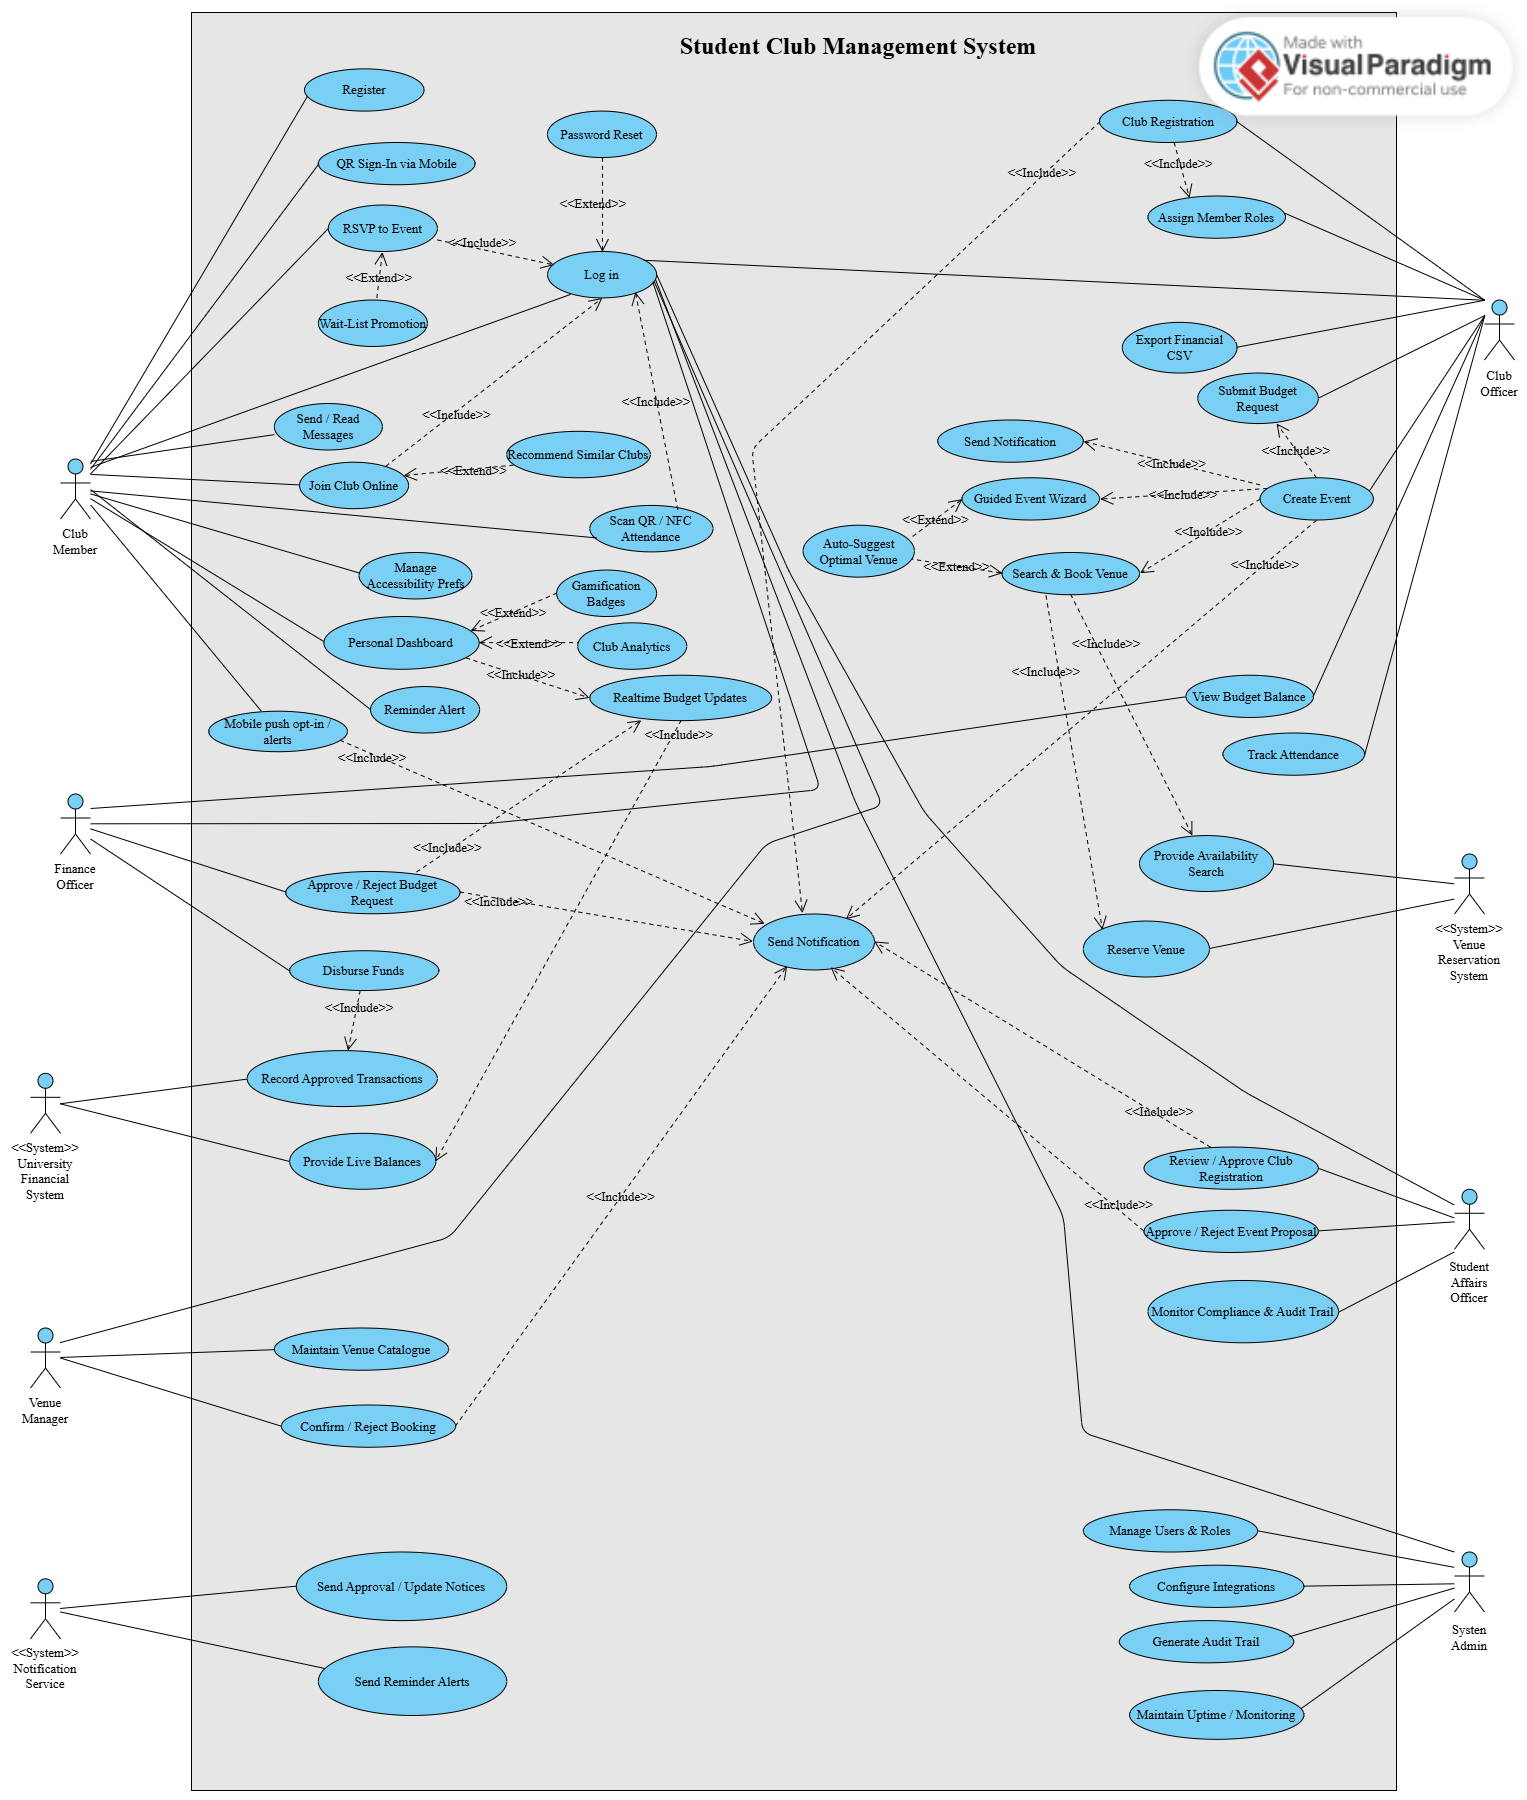 Student Club Management System
Made with
Visual Paradigm
For non-commercial use
Register
Password Reset
Club Registration
<<Include>>
<<Include>>
QR Sign-In via Mobile
<<Extend>>
Assign Member Roles
RSVP to Event
<<Include>>
Log in
<<Extend>>
Wait-List Promotion
Export Financial
CSV
Club
Officer
Submit Budget
Request
<<Include>>
<<Include>>
Send / Read
Messages
Send Notification
<<Include>>
<<Include>>
Recommend Similar Clubs
<<Extend>>
Join Club Online
Guided Event Wizard
<<Include>>
Create Event
Club
Member
Scan QR / NFC
Attendance
<<Extend>>
<<Include>>
Auto-Suggest
Optimal Venue
<<Extend>>
Search & Book Venue
<<Include>>
Manage
Accessibility Prefs
Gamification
Badges
<<Extend>>
Personal Dashboard
<<Extend>>
Club Analytics
<<Include>>
<<Include>>
<<Include>>
Realtime Budget Updates
View Budget Balance
Reminder Alert
Mobile push opt-in /
alerts
<<Include>>
<<Include>>
Track Attendance
Finance
Officer
<<Include>>
Provide Availability
Search
Approve / Reject Budget
Request
<<Include>>
Send Notification
Reserve Venue
<<System>>
Venue
Reservation
System
Disburse Funds
<<Include>>
Record Approved Transactions
<<Include>>
<<System>>
University
Financial
System
Provide Live Balances
Review / Approve Club
Registration
<<Include>>
<<Include>>
Approve / Reject Event Proposal
Student
Affairs
Officer
Monitor Compliance & Audit Trail
Maintain Venue Catalogue
Venue
Manager
Confirm / Reject Booking
Manage Users & Roles
Send Approval / Update Notices
Configure Integrations
<<System>>
Notification
Service
Generate Audit Trail
Systen
Admin
Send Reminder Alerts
Maintain Uptime / Monitoring